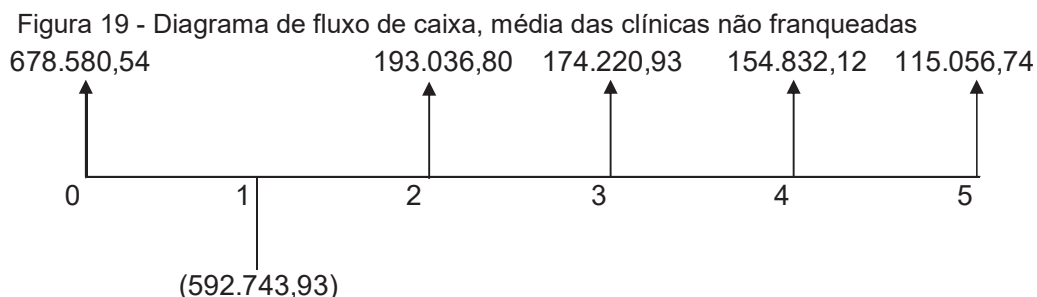 Figura 19 - Diagrama de fluxo de caixa, média das clínicas não franqueadas
678.580,54 193.036,80 174.220,93 154.832,12 115.056,74
0 1 2 3 4 5
(592.743,93)